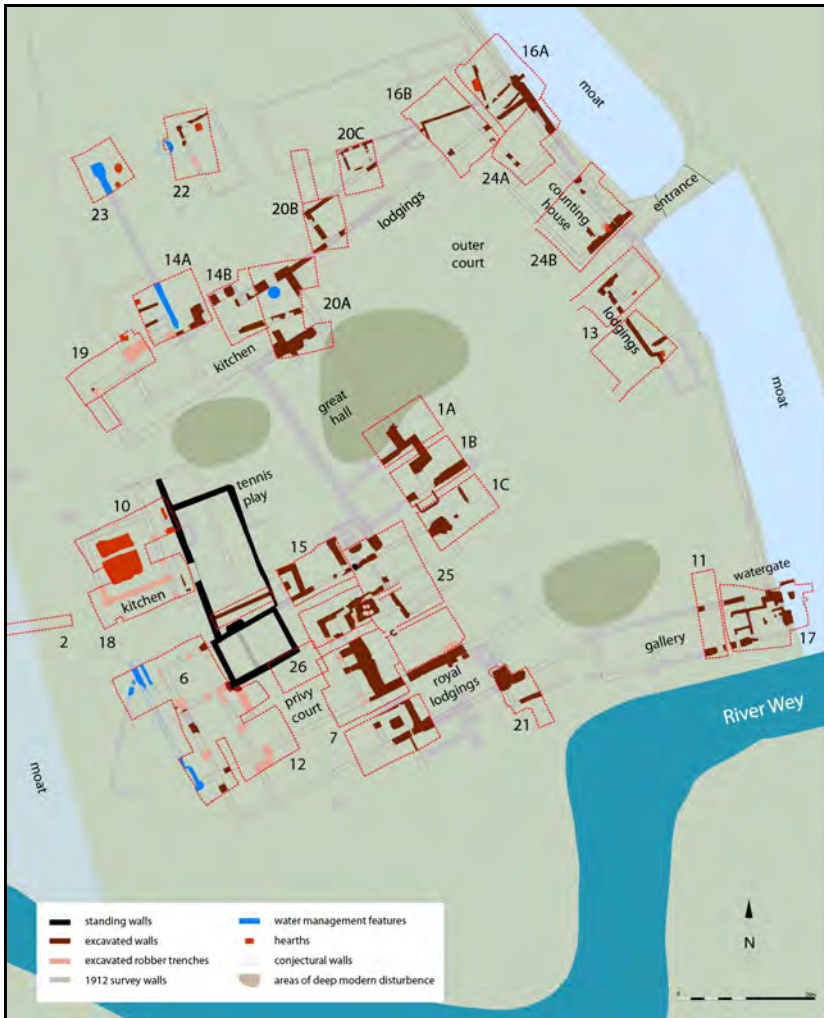 16A
moat
16B
20C
22
23
24A
counting
house
entrance
20B
lodgings
outer
court
24B
14A
14B
20A
lodgings
13
19
kitchen
moat
great
hall
1A
1B
tennis
play
1C
10
15
25
11
watergate
kitchen
2
18
gallery
17
6
26
royal
lodgings
privy
court
River Wey
7
21
12
moat
standing walls
excavated walls
excavated robber trenches
1912 survey walls
water management features
hearths
conjectural walls
areas of deep modern disturbence
N